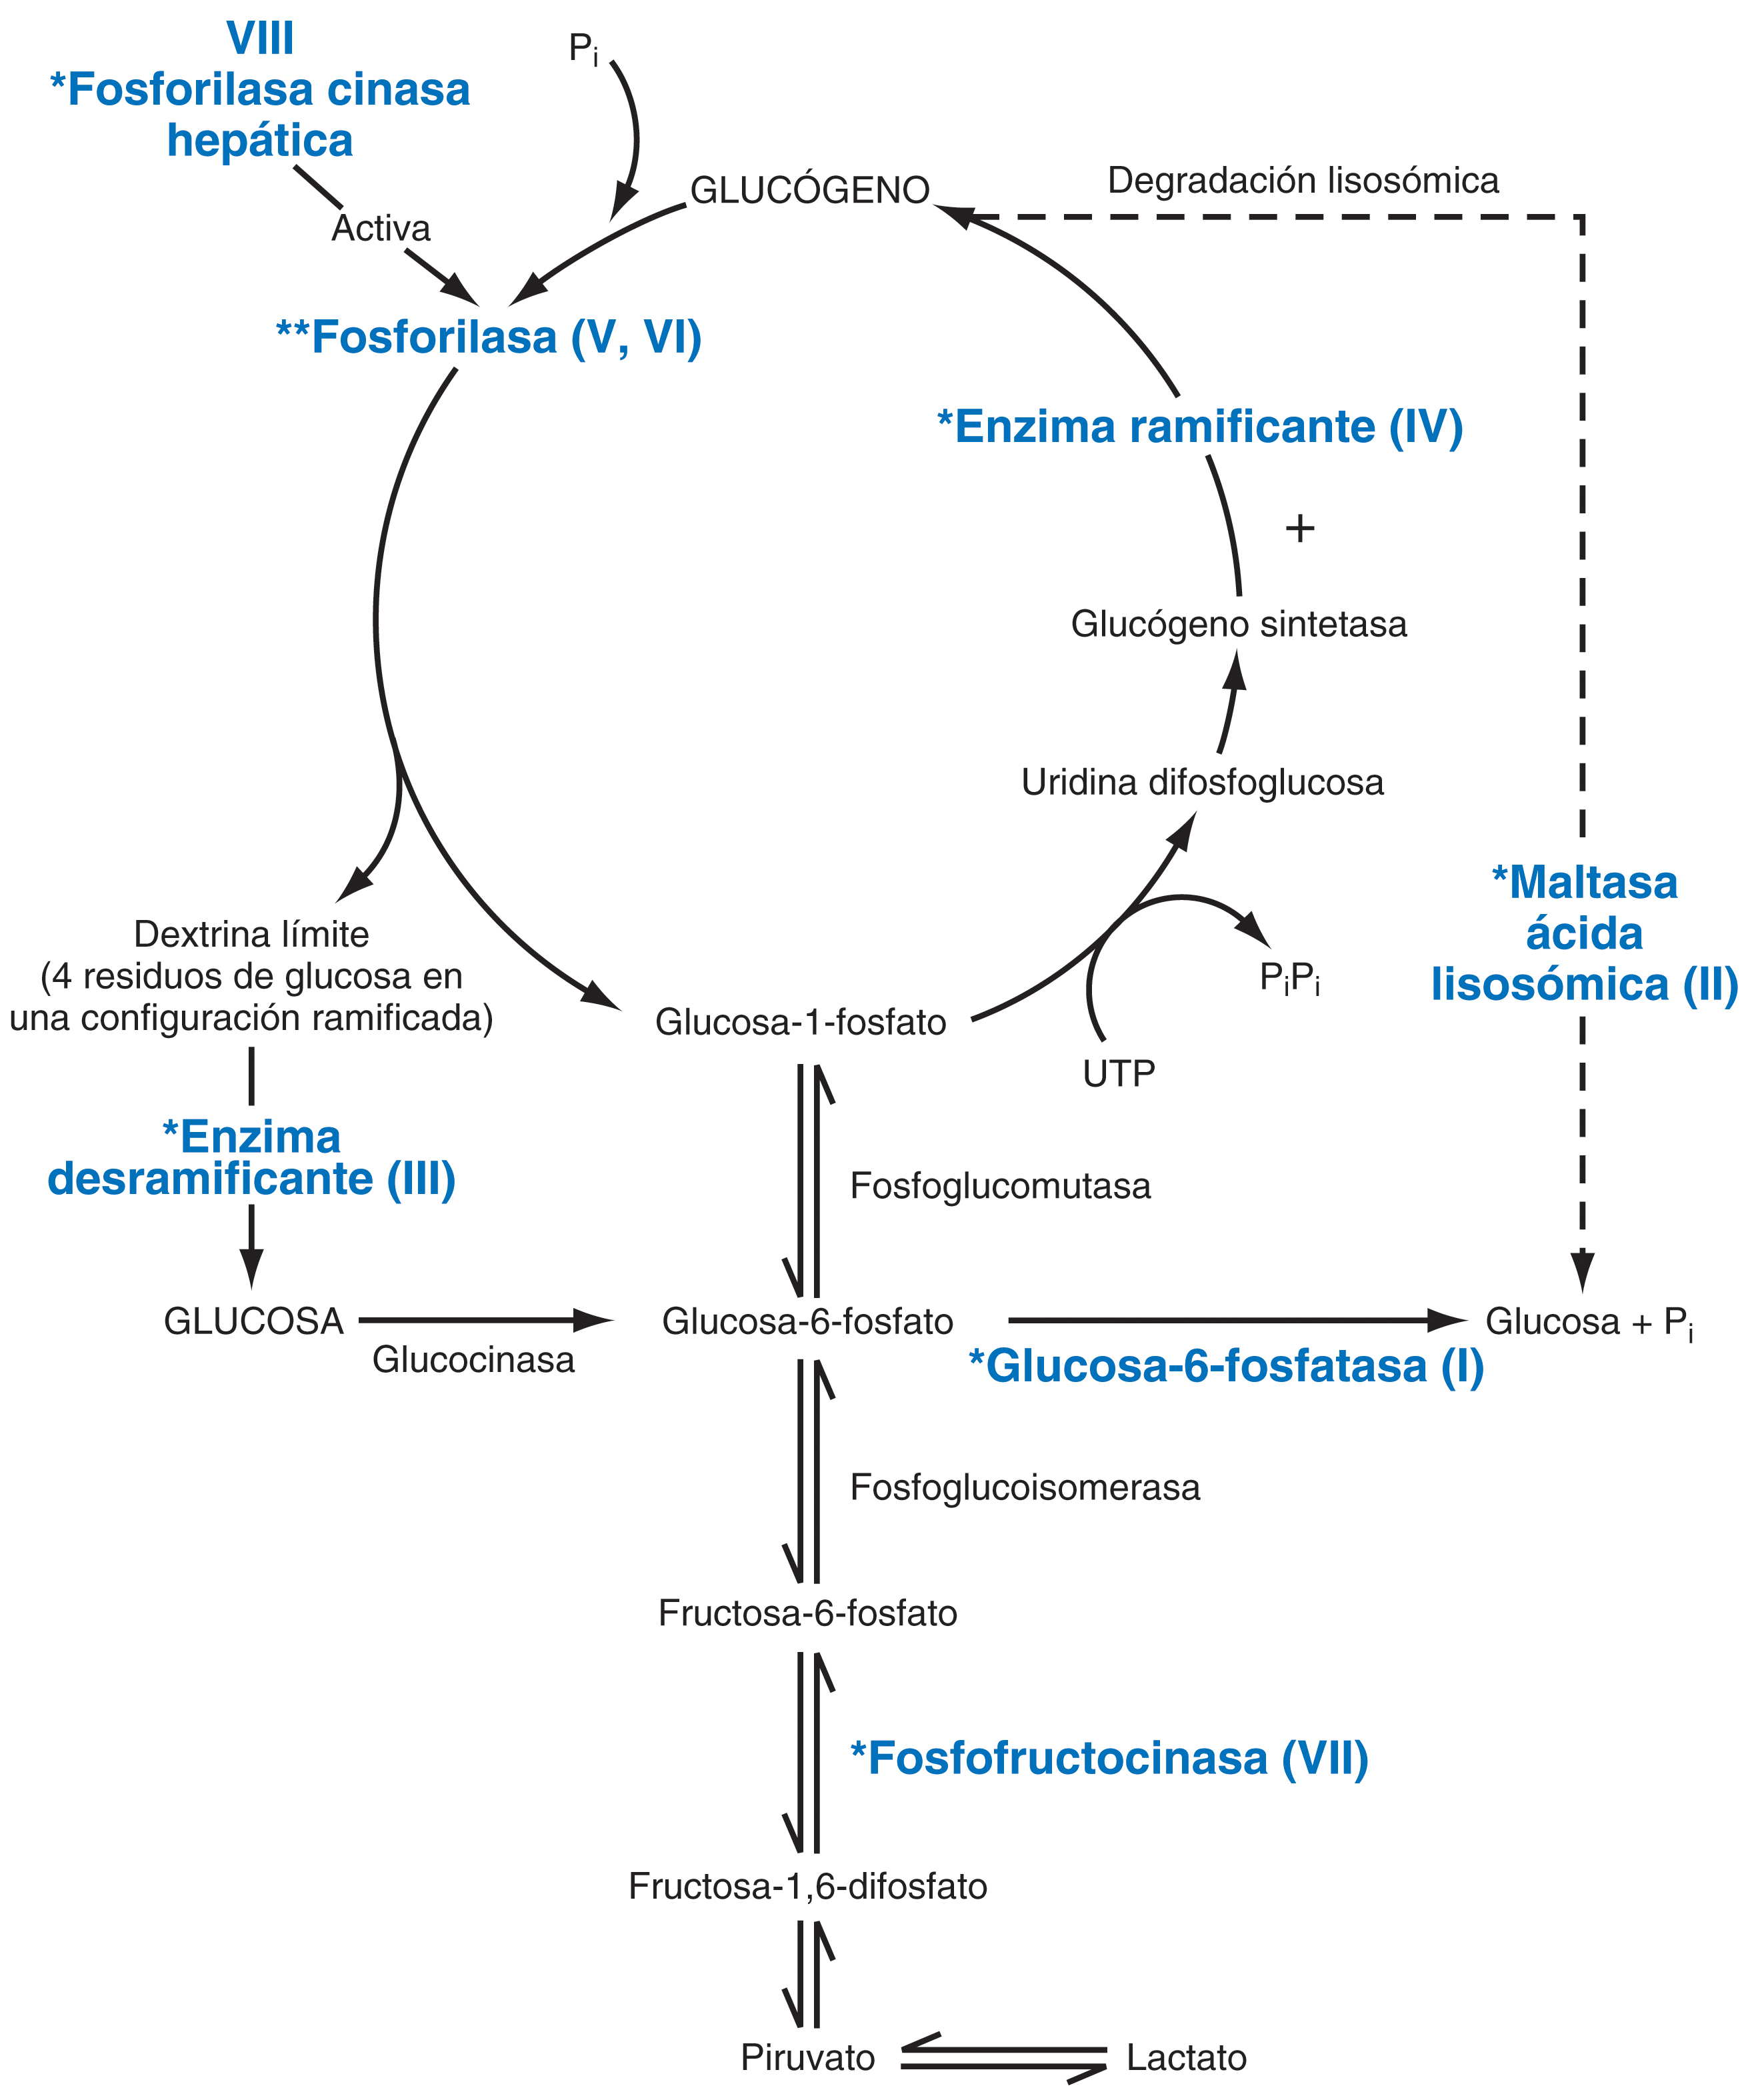 VIII
*Fosforilasa cinasa
hepática
Pi
GLUCÓGENO
Degradación lisosómica
Activa
**Fosforilasa (V, VI)
*Enzima ramificante (IV)
+
Glucógeno sintetasa
Uridina difosfoglucosa
*Maltasa
ácida
lisosómica (II)
Dextrina límite
(4 residuos de glucosa en
una configuración ramificada)
PiPi
Glucosa-1-fosfato
UTP
*Enzima
desramificante (III)
Fosfoglucomutasa
GLUCOSA
Glucosa-6-fosfato
Glucosa + Pi
Glucocinasa
*Glucosa-6-fosfatasa (I)
Fosfoglucoisomerasa
Fructosa-6-fosfato
*Fosfofructocinasa (VII)
Fructosa-1,6-difosfato
Piruvato
Lactato